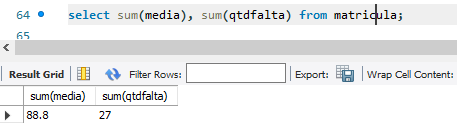 64 select sum(media), sum(qtdfalta) from matricula;
65
Result Grid Filter Rows: Export: Wrap Cell Content:
sum(media) sum(qtdfalta)
88.8 27